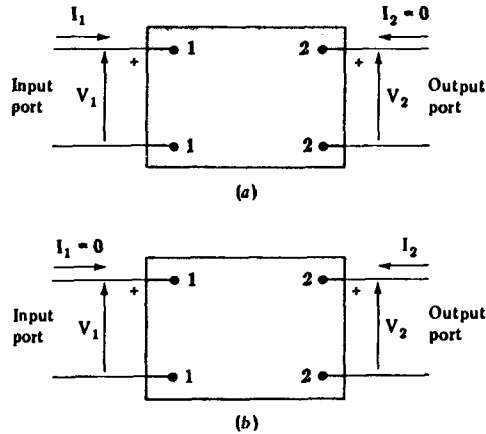 I₁ I₂ = 0
1 2
+ +
Input port V₁ V₂ Output port
1 2
(a)
I₁ = 0 I₂
1 2
+ +
Input port V₁ V₂ Output port
1 2
(b)